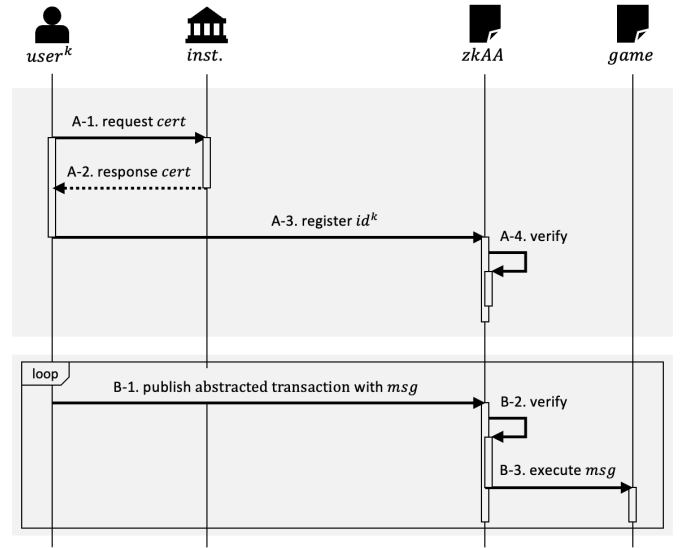 user^k inst. zkAA game
A-1. request cert
A-2. response cert
A-3. register id^k
A-4. verify
loop
B-1. publish abstracted transaction with msg
B-2. verify
B-3. execute msg